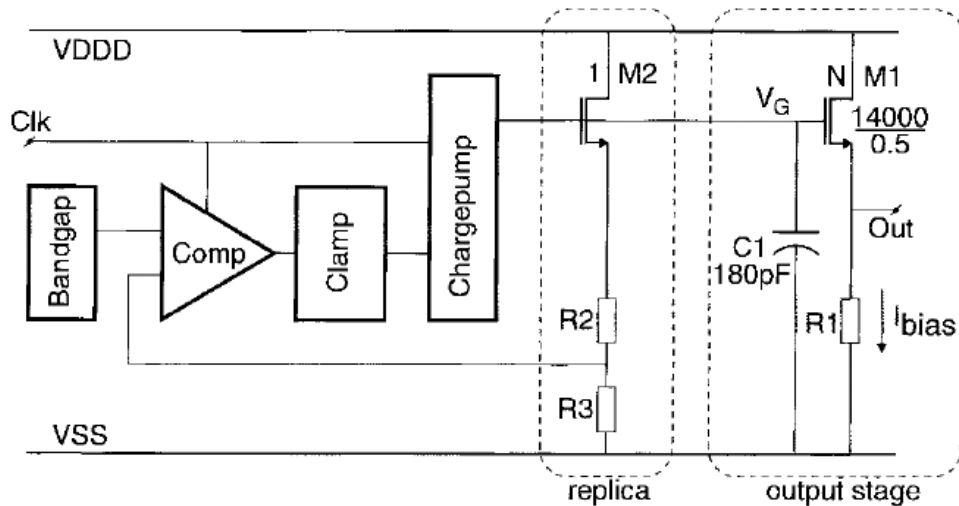 VDDD
1 M2
N M1
V_G
14000
0.5
Clk
Bandgap
Comp
Clamp
Chargepump
Out
C1
180pF
R2
R1
I_bias
R3
VSS
replica
output stage